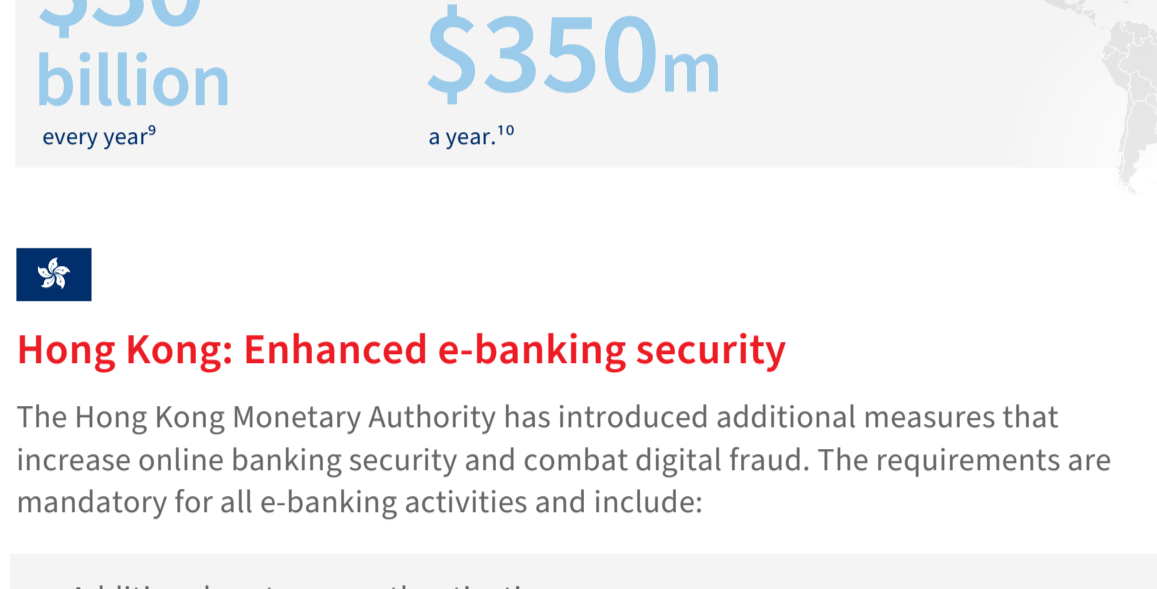 billion
$350m
every year⁹
a year.¹⁰
Hong Kong: Enhanced e-banking security
The Hong Kong Monetary Authority has introduced additional measures that
increase online banking security and combat digital fraud. The requirements are
mandatory for all e-banking activities and include: